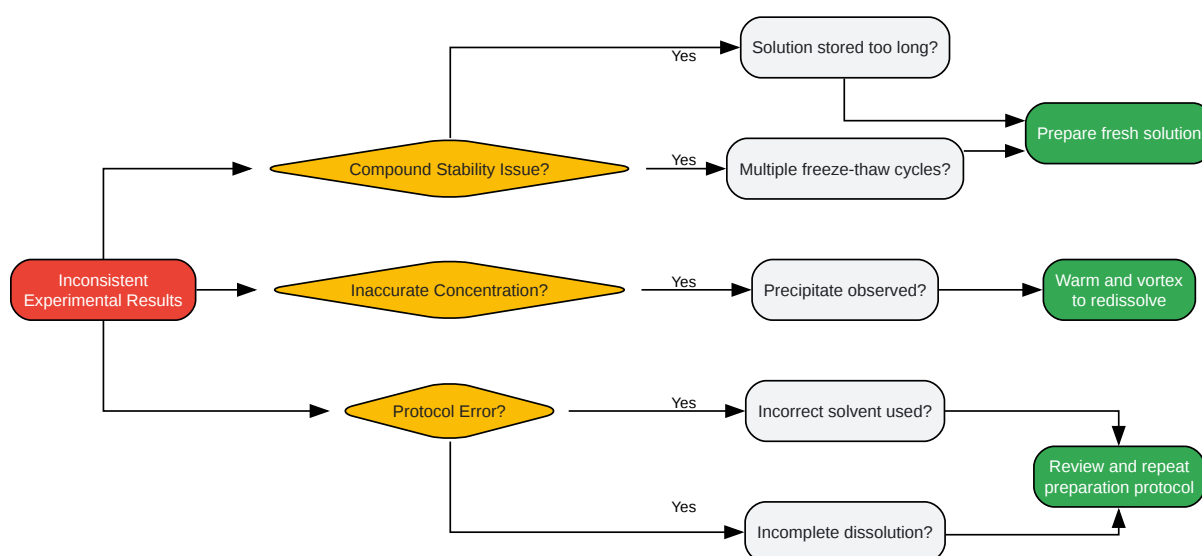 Solution stored too long?
Yes
Prepare fresh solution
Compound Stability Issue?
Yes
Multiple freeze-thaw cycles?
Inconsistent
Experimental Results
Inaccurate Concentration?
Yes
Precipitate observed?
Warm and vortex
to redissolve
Protocol Error?
Yes
Incorrect solvent used?
Review and repeat
preparation protocol
Yes
Incomplete dissolution?